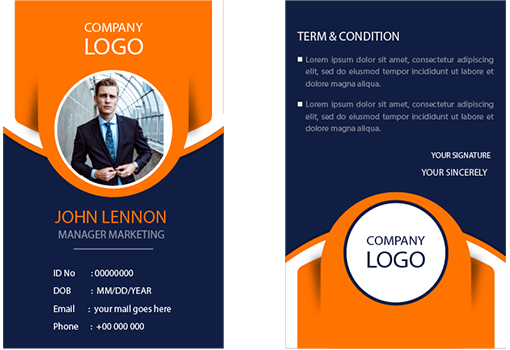 COMPANY
LOGO
JOHN LENNON
MANAGER MARKETING
ID No : 00000000
DOB : MM/DD/YEAR
Email : your mail goes here
Phone : +00 000 000
TERM & CONDITION
Lorem ipsum dolor sit amet, consectetur adipiscing
elit, sed do eiusmod tempor incididunt ut labore et
dolore magna aliqua.
Lorem ipsum dolor sit amet, consectetur adipiscing
elit, sed do eiusmod tempor incididunt ut labore et
dolore magna aliqua.
YOUR SIGNATURE
YOUR SINCERELY
COMPANY
LOGO